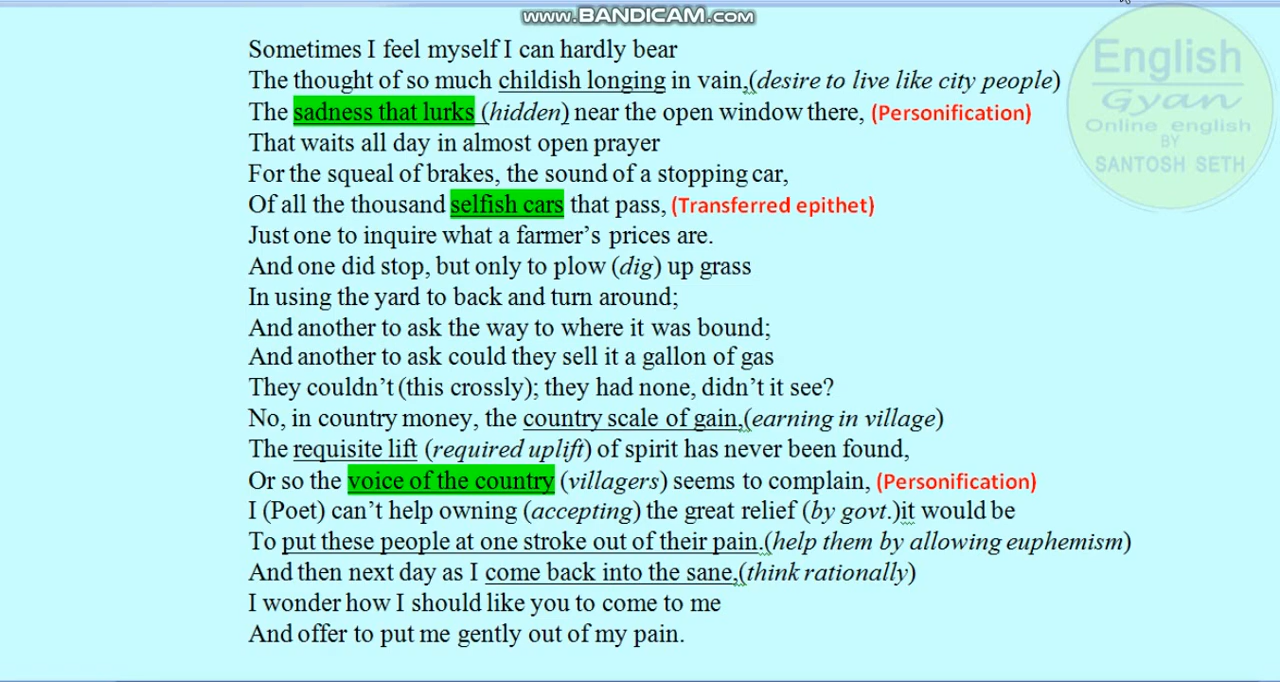 www.BANDICAM.com
English
Gyan
Online english
BY
SANTOSH SETH
Sometimes I feel myself I can hardly bear
The thought of so much childish longing in vain,(desire to live like city people)
The sadness that lurks (hidden) near the open window there, (Personification)
That waits all day in almost open prayer
For the squeal of brakes, the sound of a stopping car,
Of all the thousand selfish cars that pass, (Transferred epithet)
Just one to inquire what a farmer’s prices are.
And one did stop, but only to plow (dig) up grass
In using the yard to back and turn around;
And another to ask the way to where it was bound;
And another to ask could they sell it a gallon of gas
They couldn’t (this crossly); they had none, didn’t it see?
No, in country money, the country scale of gain,(earning in village)
The requisite lift (required uplift) of spirit has never been found,
Or so the voice of the country (villagers) seems to complain, (Personification)
I (Poet) can’t help owning (accepting) the great relief (by govt.)it would be
To put these people at one stroke out of their pain.(help them by allowing euphemism)
And then next day as I come back into the sane,(think rationally)
I wonder how I should like you to come to me
And offer to put me gently out of my pain.